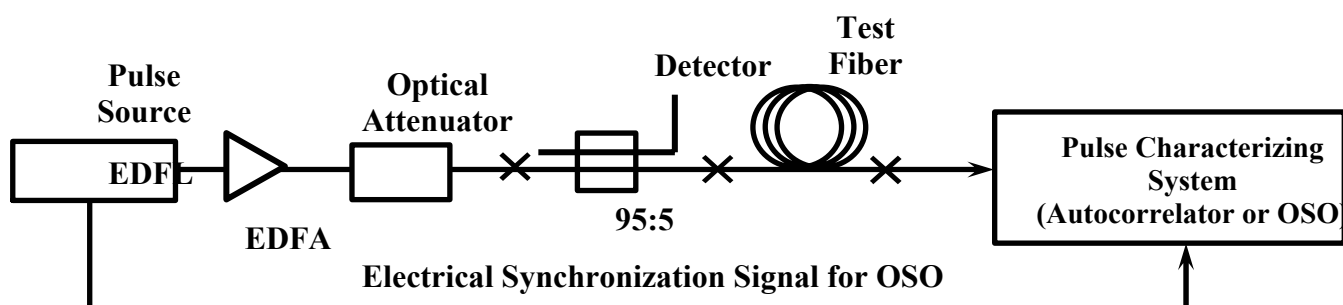 Pulse
Source
EDFL
EDFA
Optical
Attenuator
95:5
Detector
Test
Fiber
Pulse Characterizing
System
(Autocorrelator or OSO)
Electrical Synchronization Signal for OSO